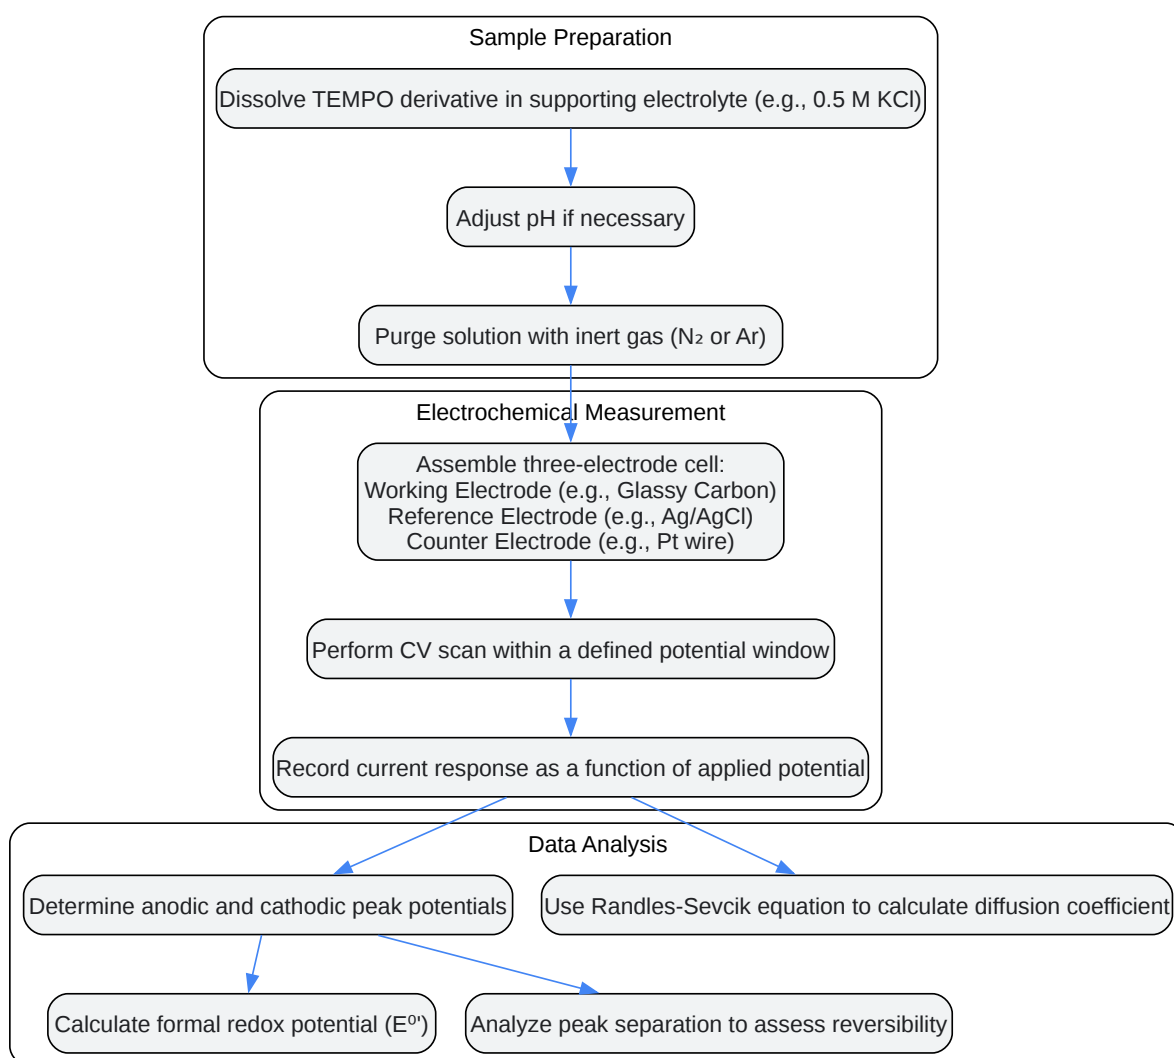 Sample Preparation
Dissolve TEMPO derivative in supporting electrolyte (e.g., 0.5 M KCl)
Adjust pH if necessary
Purge solution with inert gas (N₂ or Ar)
Electrochemical Measurement
Assemble three-electrode cell:
Working Electrode (e.g., Glassy Carbon)
Reference Electrode (e.g., Ag/AgCl)
Counter Electrode (e.g., Pt wire)
Perform CV scan within a defined potential window
Record current response as a function of applied potential
Data Analysis
Determine anodic and cathodic peak potentials
Use Randles-Sevcik equation to calculate diffusion coefficient
Calculate formal redox potential (E⁰')
Analyze peak separation to assess reversibility